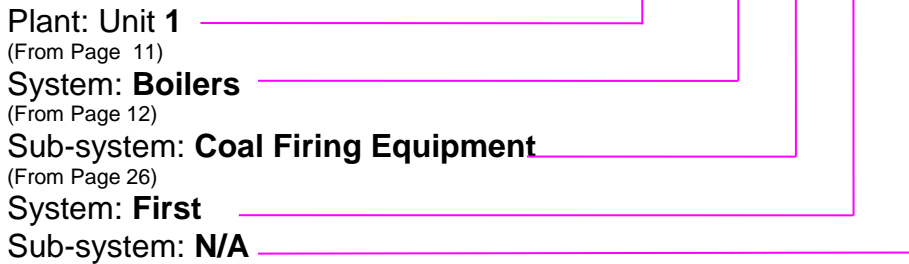 Plant: Unit 1
(From Page 11)
System: Boilers
(From Page 12)
Sub-system: Coal Firing Equipment
(From Page 26)
System: First
Sub-system: N/A